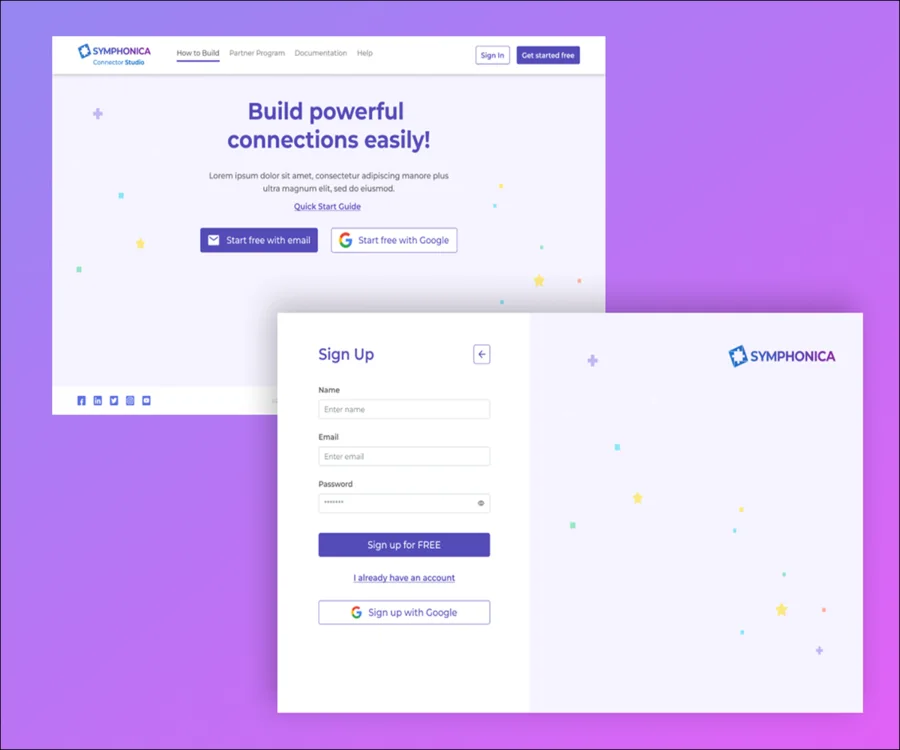 SYMPHONICA
Connector Studio
How to Build
Partner Program
Documentation
Help
Sign In
Get started free
Build powerful
connections easily!
Lorem ipsum dolor sit amet, consectetur adipiscing manore plus
ultra magnum elit, sed do eiusmod.
Quick Start Guide
Start free with email
Start free with Google
Sign Up
Name
Enter name
Email
Enter email
Password
*******
Sign up for FREE
I already have an account
Sign up with Google
SYMPHONICA